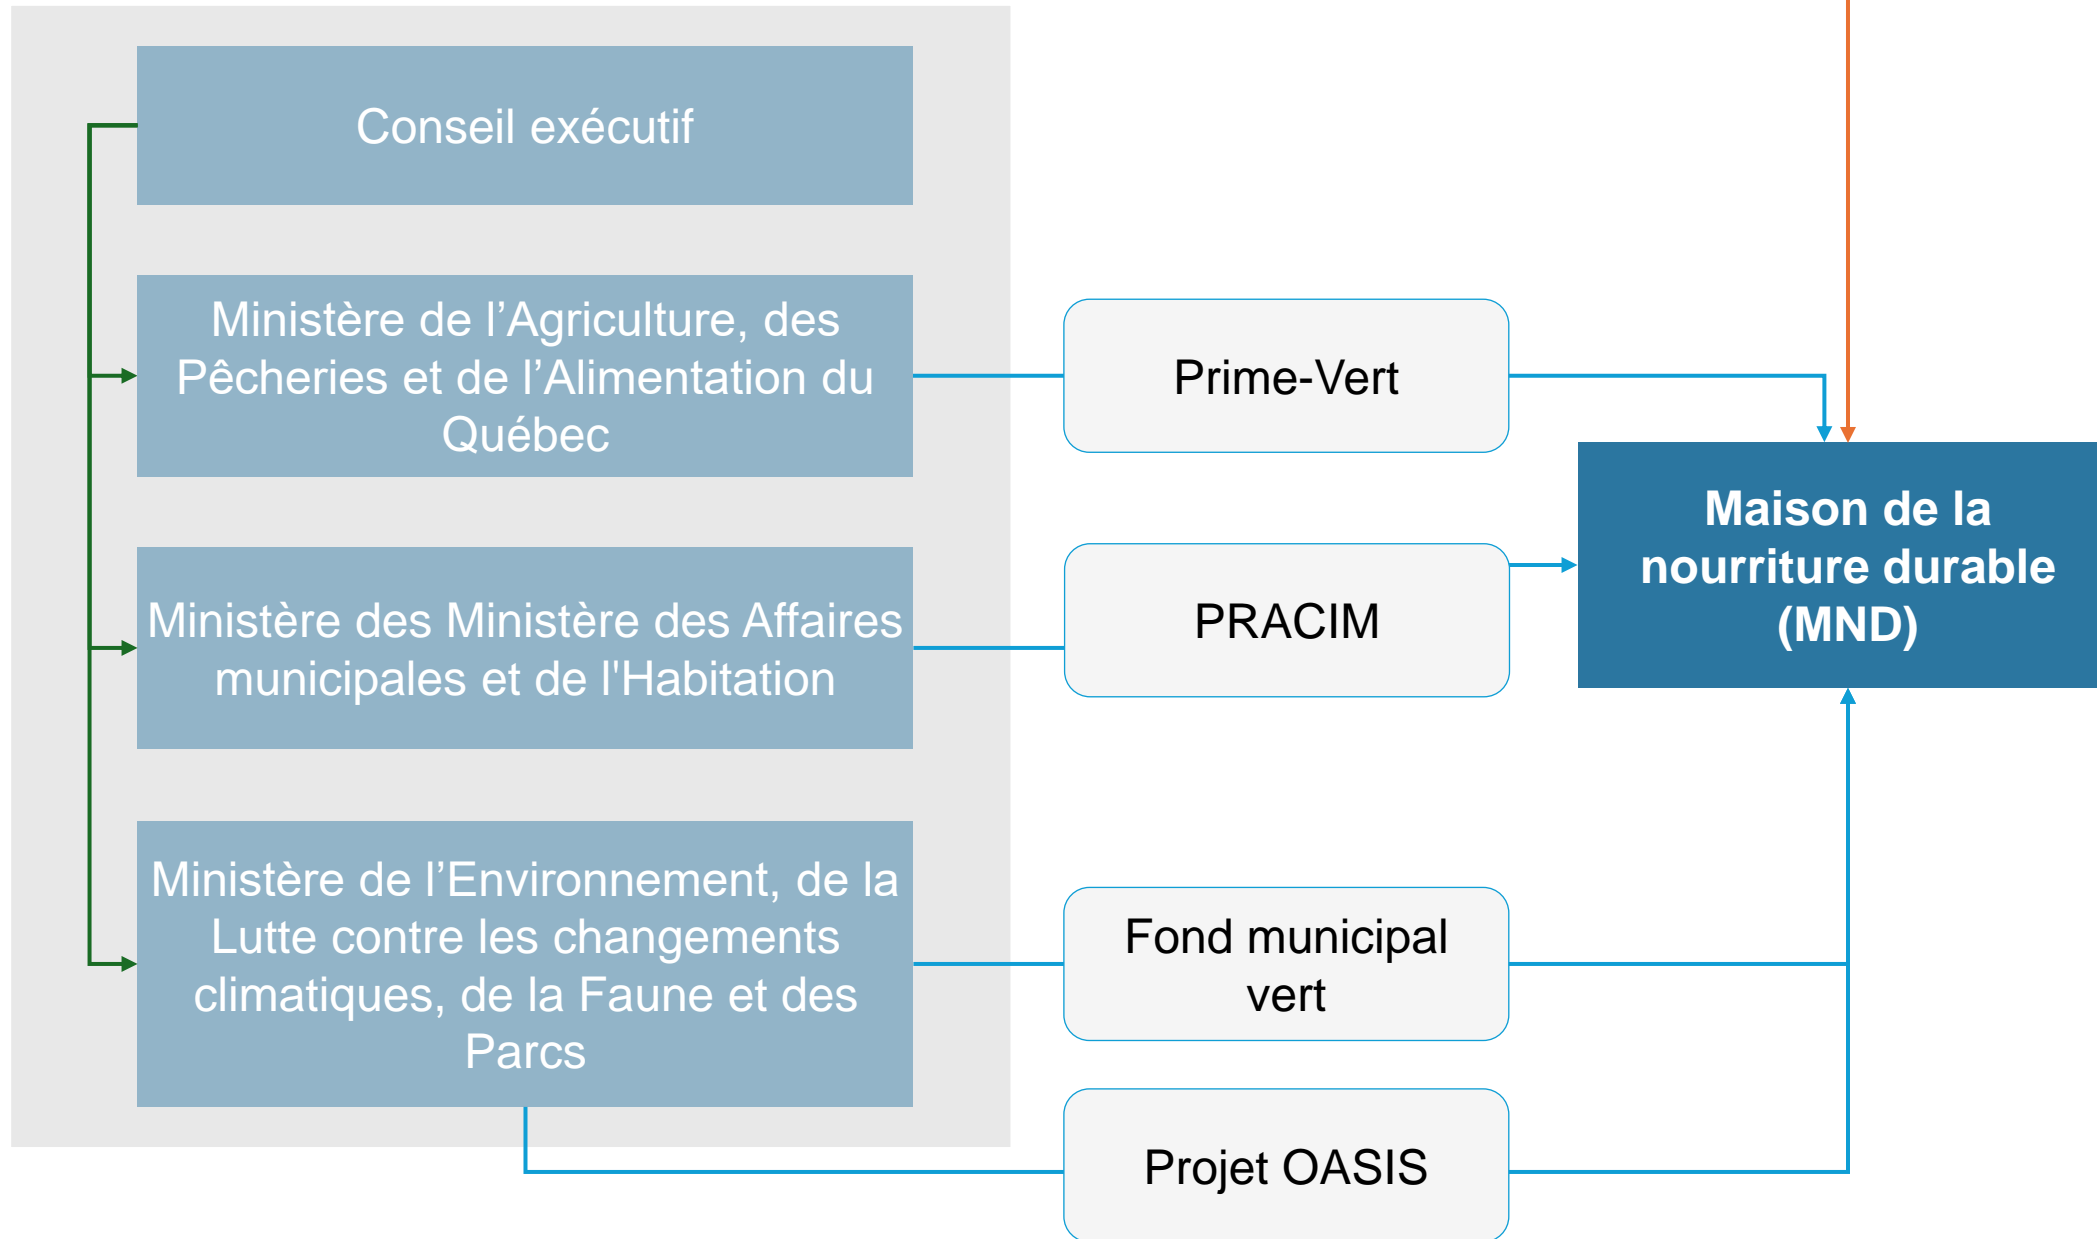 Conseil exécutif
Ministère de l’Agriculture, des
Pêcheries et de l’Alimentation du
Québec
Prime-Vert
Maison de la
nourriture durable
(MND)
Ministère des Ministère des Affaires
municipales et de l'Habitation
PRACIM
Ministère de l’Environnement, de la
Lutte contre les changements
climatiques, de la Faune et des
Parcs
Fond municipal
vert
Projet OASIS